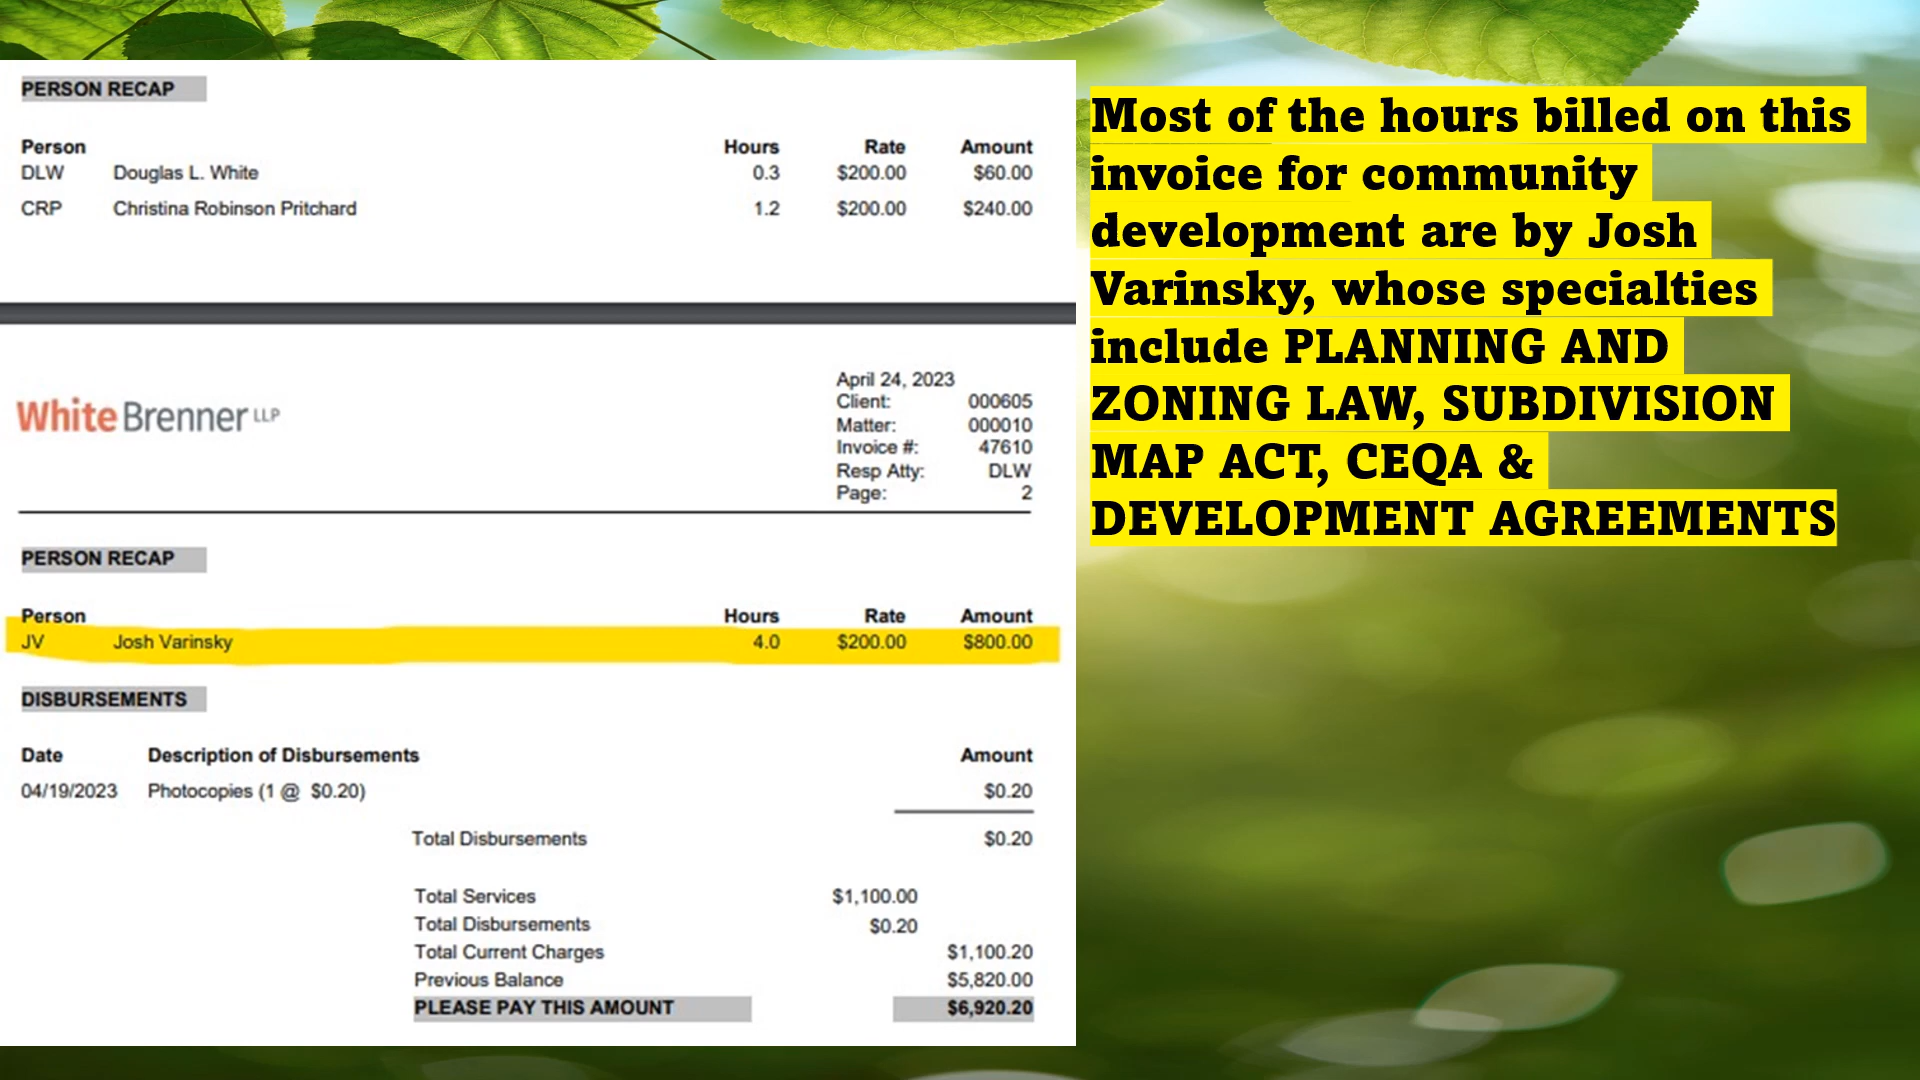 PERSON RECAP
Person Hours Rate Amount
DLW Douglas L. White 0.3 $200.00 $60.00
CRP Christina Robinson Pritchard 1.2 $200.00 $240.00
April 24, 2023
Client: 000605
Matter: 000010
Invoice #: 47610
Resp Atty: DLW
Page: 2
WhiteBrenner LLP
PERSON RECAP
Person Hours Rate Amount
JV Josh Varinsky 4.0 $200.00 $800.00
DISBURSEMENTS
Date Description of Disbursements Amount
04/19/2023 Photocopies (1 @ $0.20) $0.20
Total Disbursements $0.20
Total Services $1,100.00
Total Disbursements $0.20
Total Current Charges $1,100.20
Previous Balance $5,820.00
PLEASE PAY THIS AMOUNT $6,920.20
Most of the hours billed on this
invoice for community
development are by Josh
Varinsky, whose specialties
include PLANNING AND
ZONING LAW, SUBDIVISION
MAP ACT, CEQA &
DEVELOPMENT AGREEMENTS